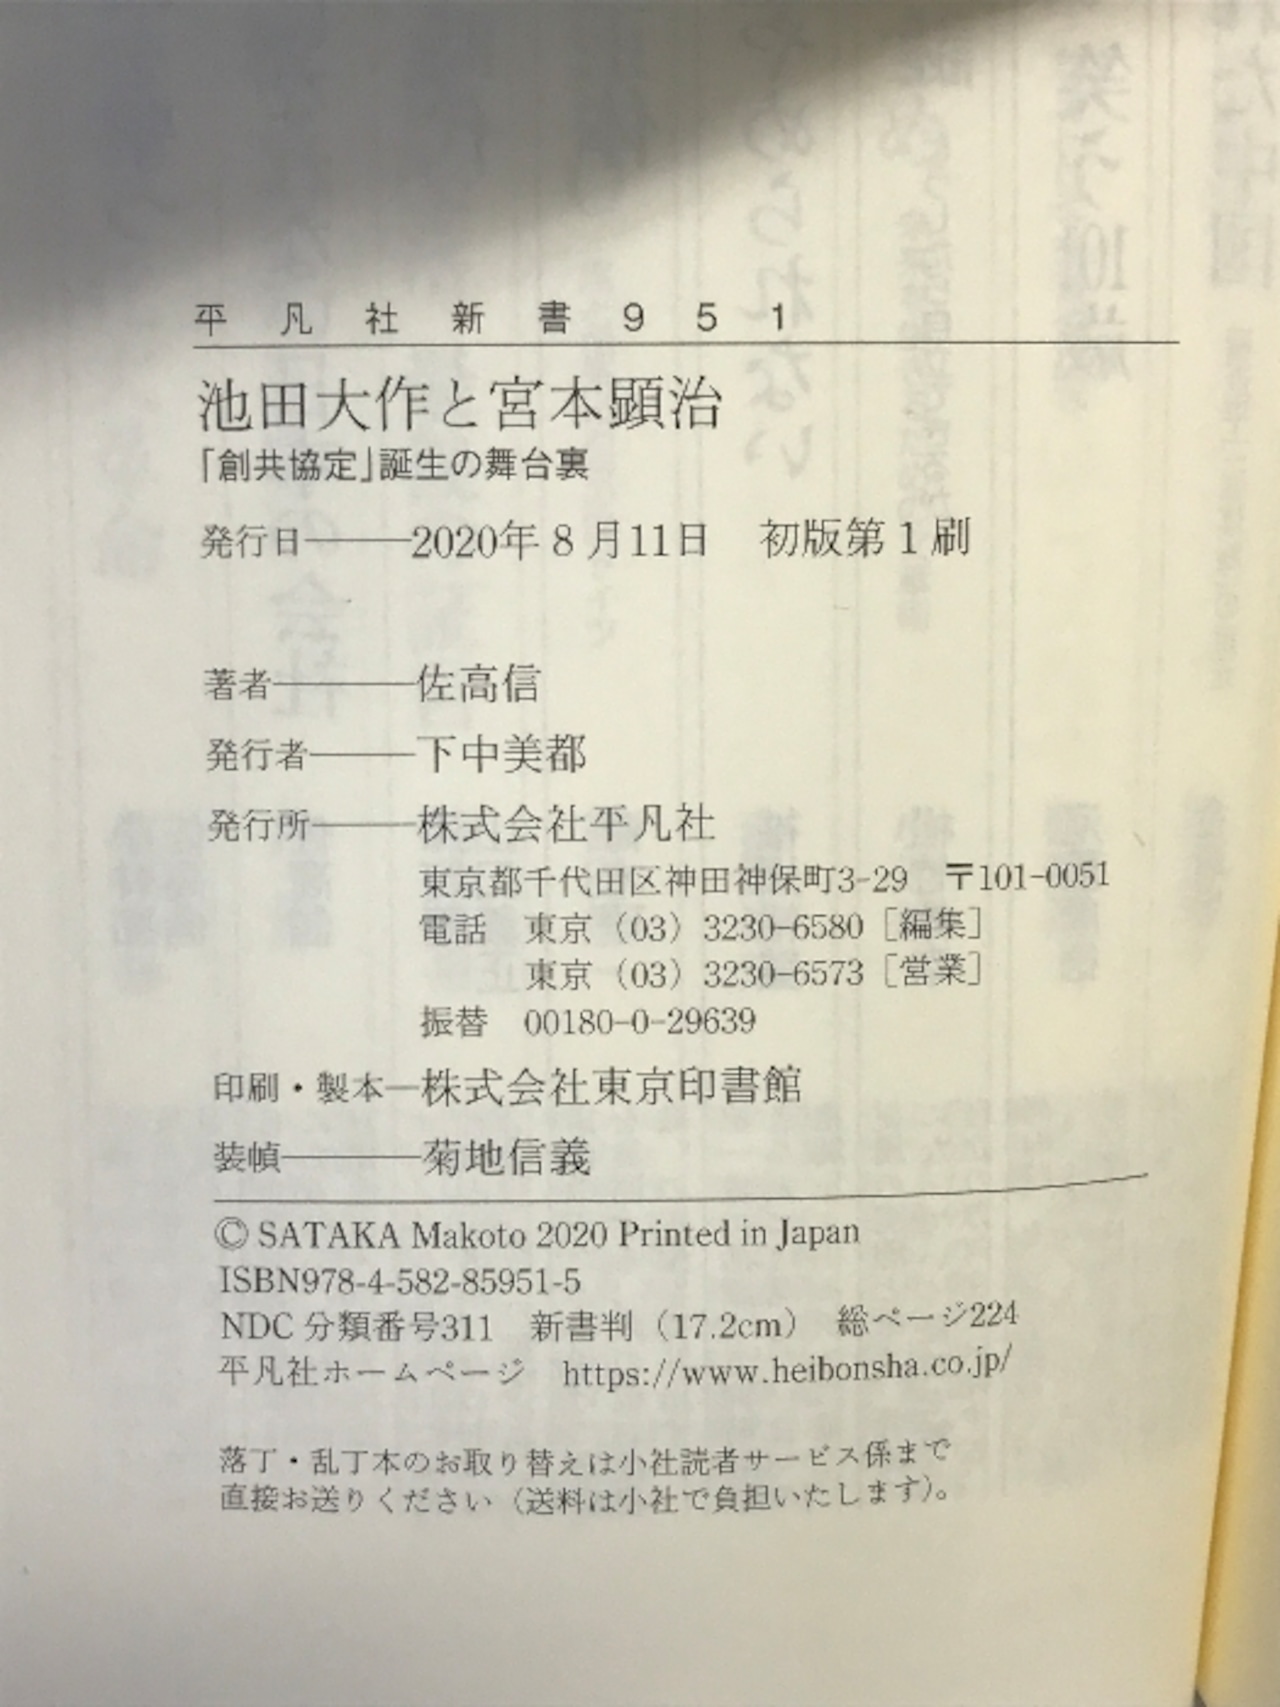 平凡社新書951
池田大作と宮本顕治
「創共協定」誕生の舞台裏
発行日———2020年8月11日　初版第1刷
著者————佐高信
発行者———下中美都
発行所———株式会社平凡社
東京都千代田区神田神保町3-29　〒101-0051
電話　東京（03）3230-6580［編集］
東京（03）3230-6573［営業］
振替　00180-0-29639
印刷・製本—株式会社東京印書館
装幀————菊地信義
© SATAKA Makoto 2020 Printed in Japan
ISBN978-4-582-85951-5
NDC分類番号311　新書判（17.2cm）　総ページ224
平凡社ホームページ　https://www.heibonsha.co.jp/
落丁・乱丁本のお取り替えは小社読者サービス係まで
直接お送りください（送料は小社で負担いたします）。